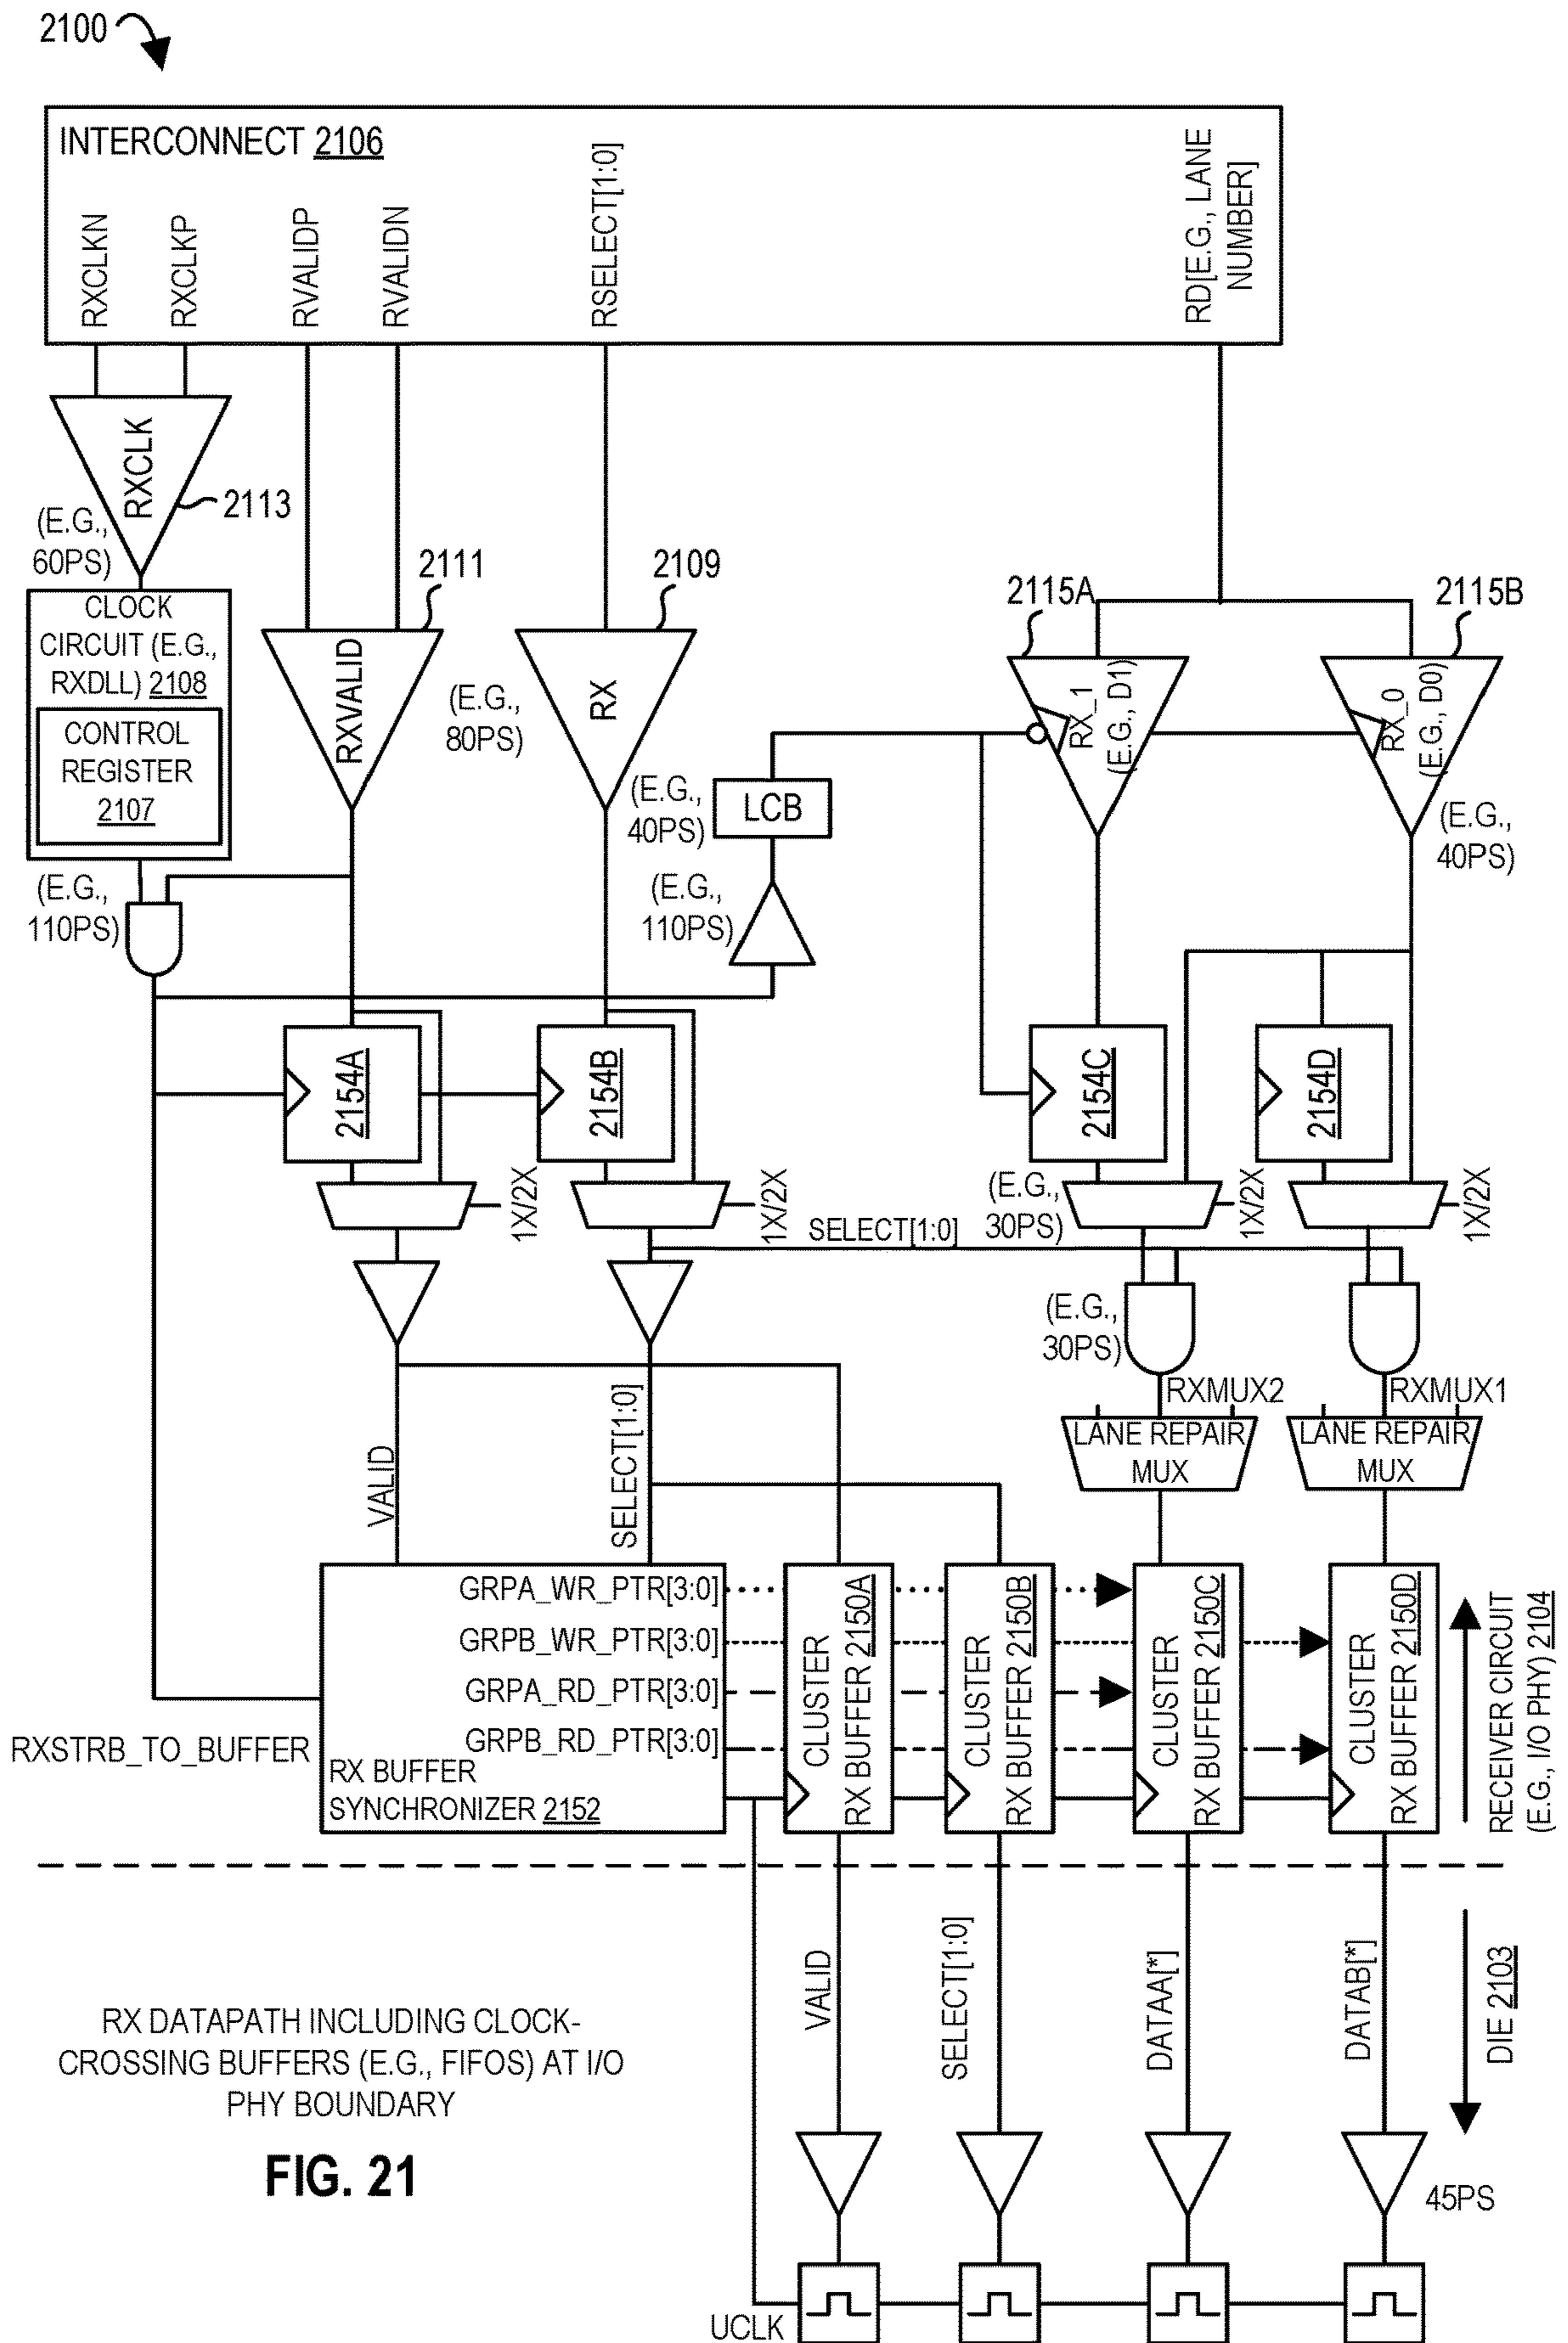 2100
INTERCONNECT 2106
RXCLKN
RXCLKP
RVALIDP
RVALIDN
RSELECT[1:0]
RD[E.G., LANE
NUMBER]
RXCLK
2113
(E.G.,
60PS)
CLOCK
CIRCUIT (E.G.,
RXDLL) 2108
CONTROL
REGISTER
2107
2111
RXVALID
2109
RX
(E.G.,
80PS)
2115A
RX_1
(E.G., D1)
2115B
RX_0
(E.G., D0)
(E.G.,
40PS)
LCB
(E.G.,
40PS)
(E.G.,
110PS)
(E.G.,
110PS)
2154A
2154B
2154C
2154D
1X/2X
1X/2X
(E.G.,
30PS)
1X/2X
1X/2X
SELECT[1:0]
(E.G.,
30PS)
RXMUX2
RXMUX1
LANE REPAIR
MUX
LANE REPAIR
MUX
VALID
SELECT[1:0]
GRPA_WR_PTR[3:0]
GRPB_WR_PTR[3:0]
GRPA_RD_PTR[3:0]
GRPB_RD_PTR[3:0]
RX BUFFER
SYNCHRONIZER 2152
RXSTRB_TO_BUFFER
CLUSTER
RX BUFFER 2150A
CLUSTER
RX BUFFER 2150B
CLUSTER
RX BUFFER 2150C
CLUSTER
RX BUFFER 2150D
RECEIVER CIRCUIT
(E.G., I/O PHY) 2104
VALID
SELECT[1:0]
DATAA[*]
DATAB[*]
DIE 2103
45PS
UCLK
RX DATAPATH INCLUDING CLOCK-
CROSSING BUFFERS (E.G., FIFOS) AT I/O
PHY BOUNDARY
FIG. 21